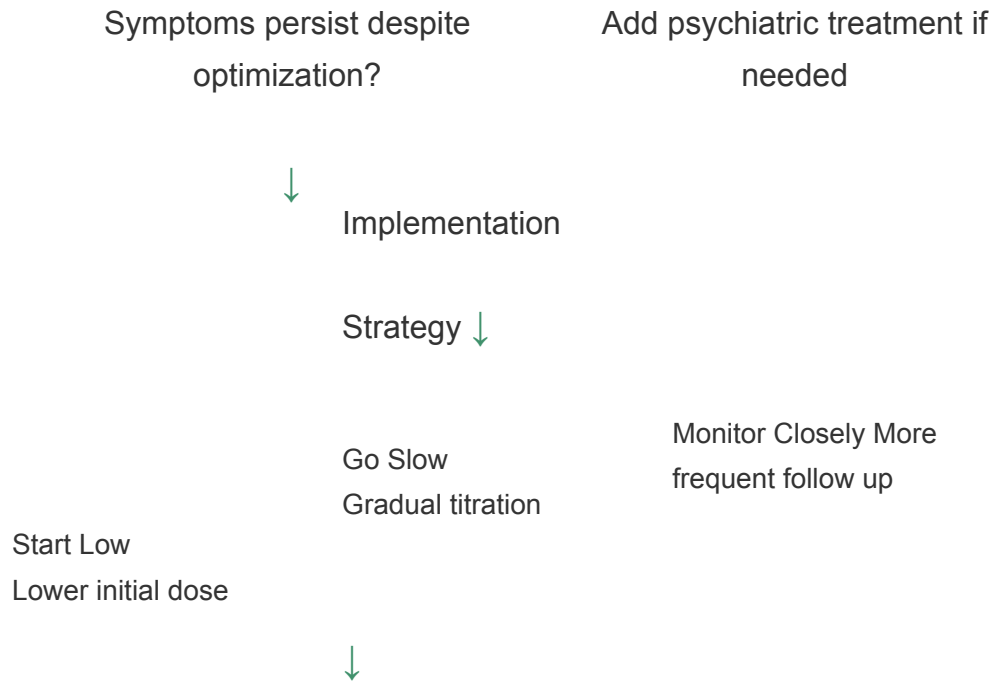 Symptoms persist despite
optimization?
Add psychiatric treatment if
needed
↓
Implementation
Strategy ↓
Start Low
Lower initial dose
Go Slow
Gradual titration
Monitor Closely More
frequent follow up
↓